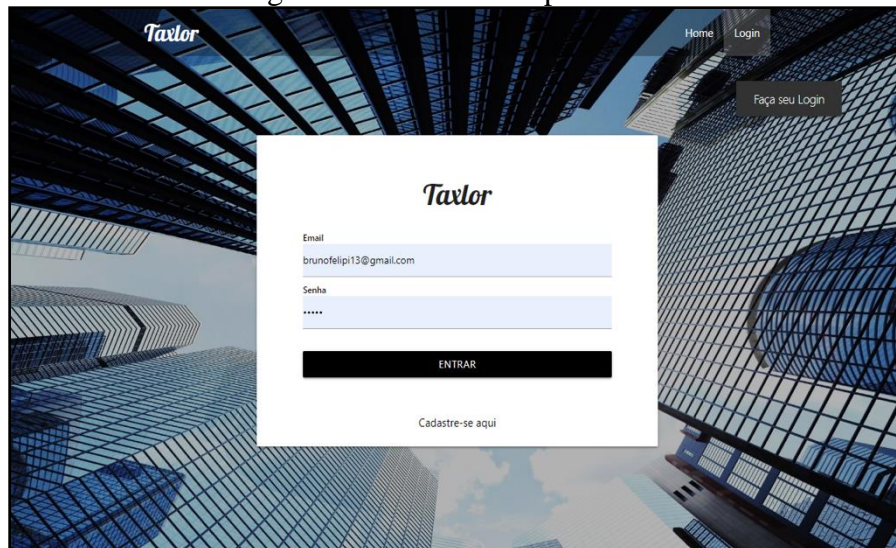 Taxlor
Home Login
Faça seu Login
Taxlor
Email
brunofelipi13@gmail.com
Senha
•••••
ENTRAR
Cadastre-se aqui